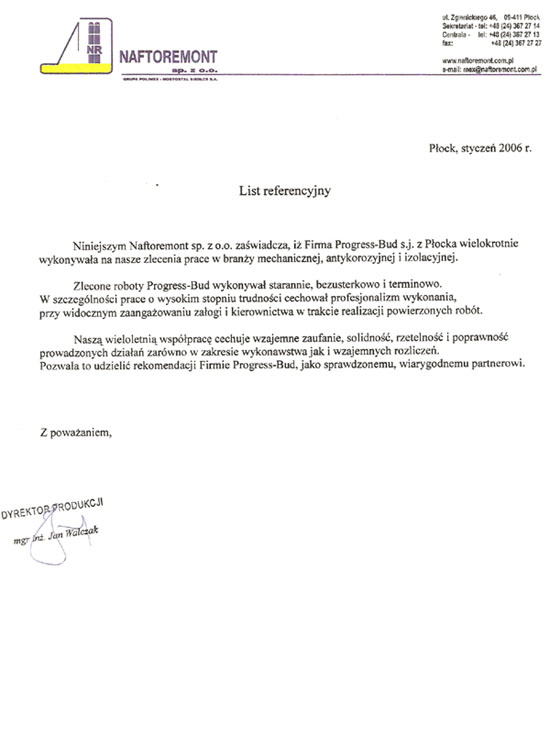 NR
NAFTOREMONT
sp. z o.o.
GRUPA POLIMEX - MOSTOSTAL SIEDLCE S.A.
ul. Zglenickiego 46, 09-411 Płock
Sekretariat - tel: +48 (24) 367 27 14
Centrala - tel: +48 (24) 367 27 13
fax: +48 (24) 367 27 27
www.naftoremont.com.pl
e-mail: max@naftoremont.com.pl
Płock, styczeń 2006 r.
List referencyjny
Niniejszym Naftoremont sp. z o.o. zaświadcza, iż Firma Progress-Bud s.j. z Płocka wielokrotnie
wykonywała na nasze zlecenia prace w branży mechanicznej, antykorozyjnej i izolacyjnej.
Zlecone roboty Progress-Bud wykonywał starannie, bezusterkowo i terminowo.
W szczególności prace o wysokim stopniu trudności cechował profesjonalizm wykonania,
przy widocznym zaangażowaniu załogi i kierownictwa w trakcie realizacji powierzonych robót.
Naszą wieloletnią współpracę cechuje wzajemne zaufanie, solidność, rzetelność i poprawność
prowadzonych działań zarówno w zakresie wykonawstwa jak i wzajemnych rozliczeń.
Pozwala to udzielić rekomendacji Firmie Progress-Bud, jako sprawdzonemu, wiarygodnemu partnerowi.
Z poważaniem,
DYREKTOR PRODUKCJI
mgr inż. Jan Walczak